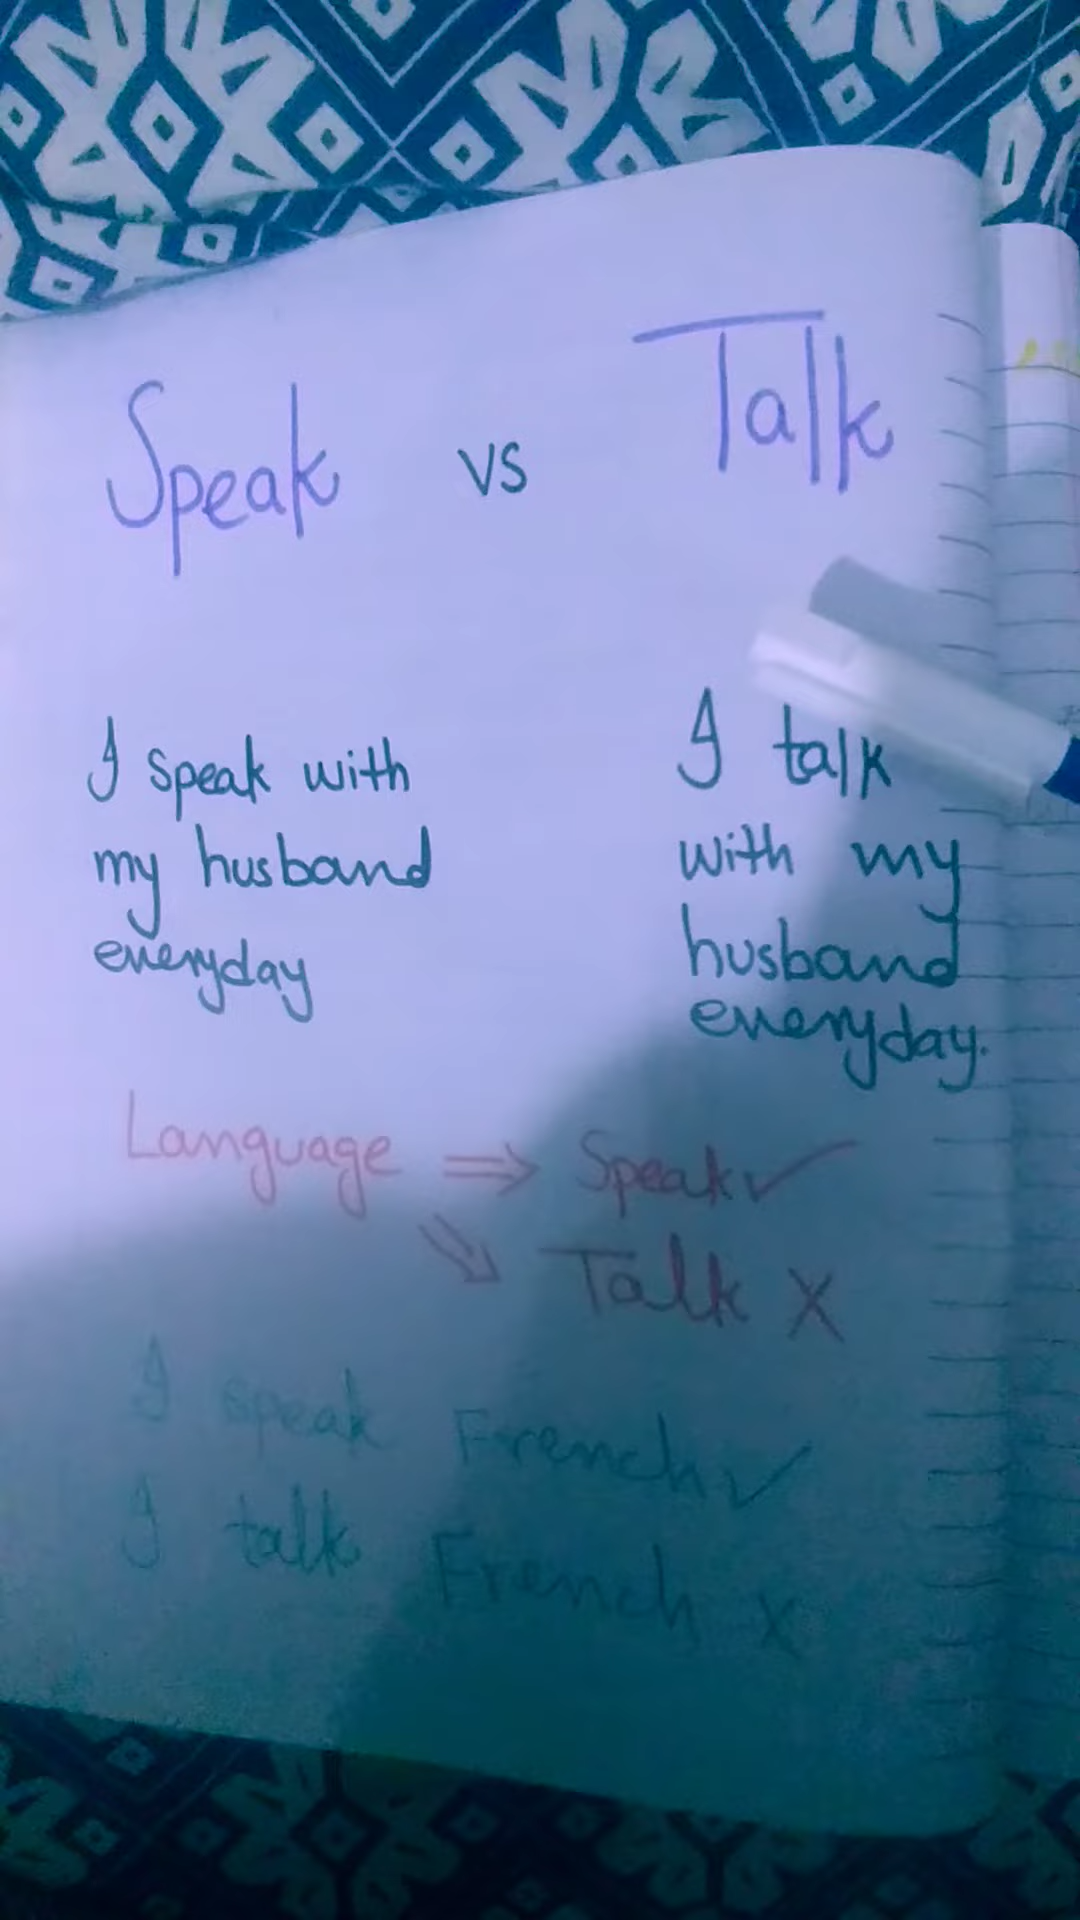 Speak vs Talk
I speak with
my husband
everyday
I talk
with my
husband
everyday.
Language ⇒ Speak ✓
⇘ Talk X
I speak French ✓
I talk French x